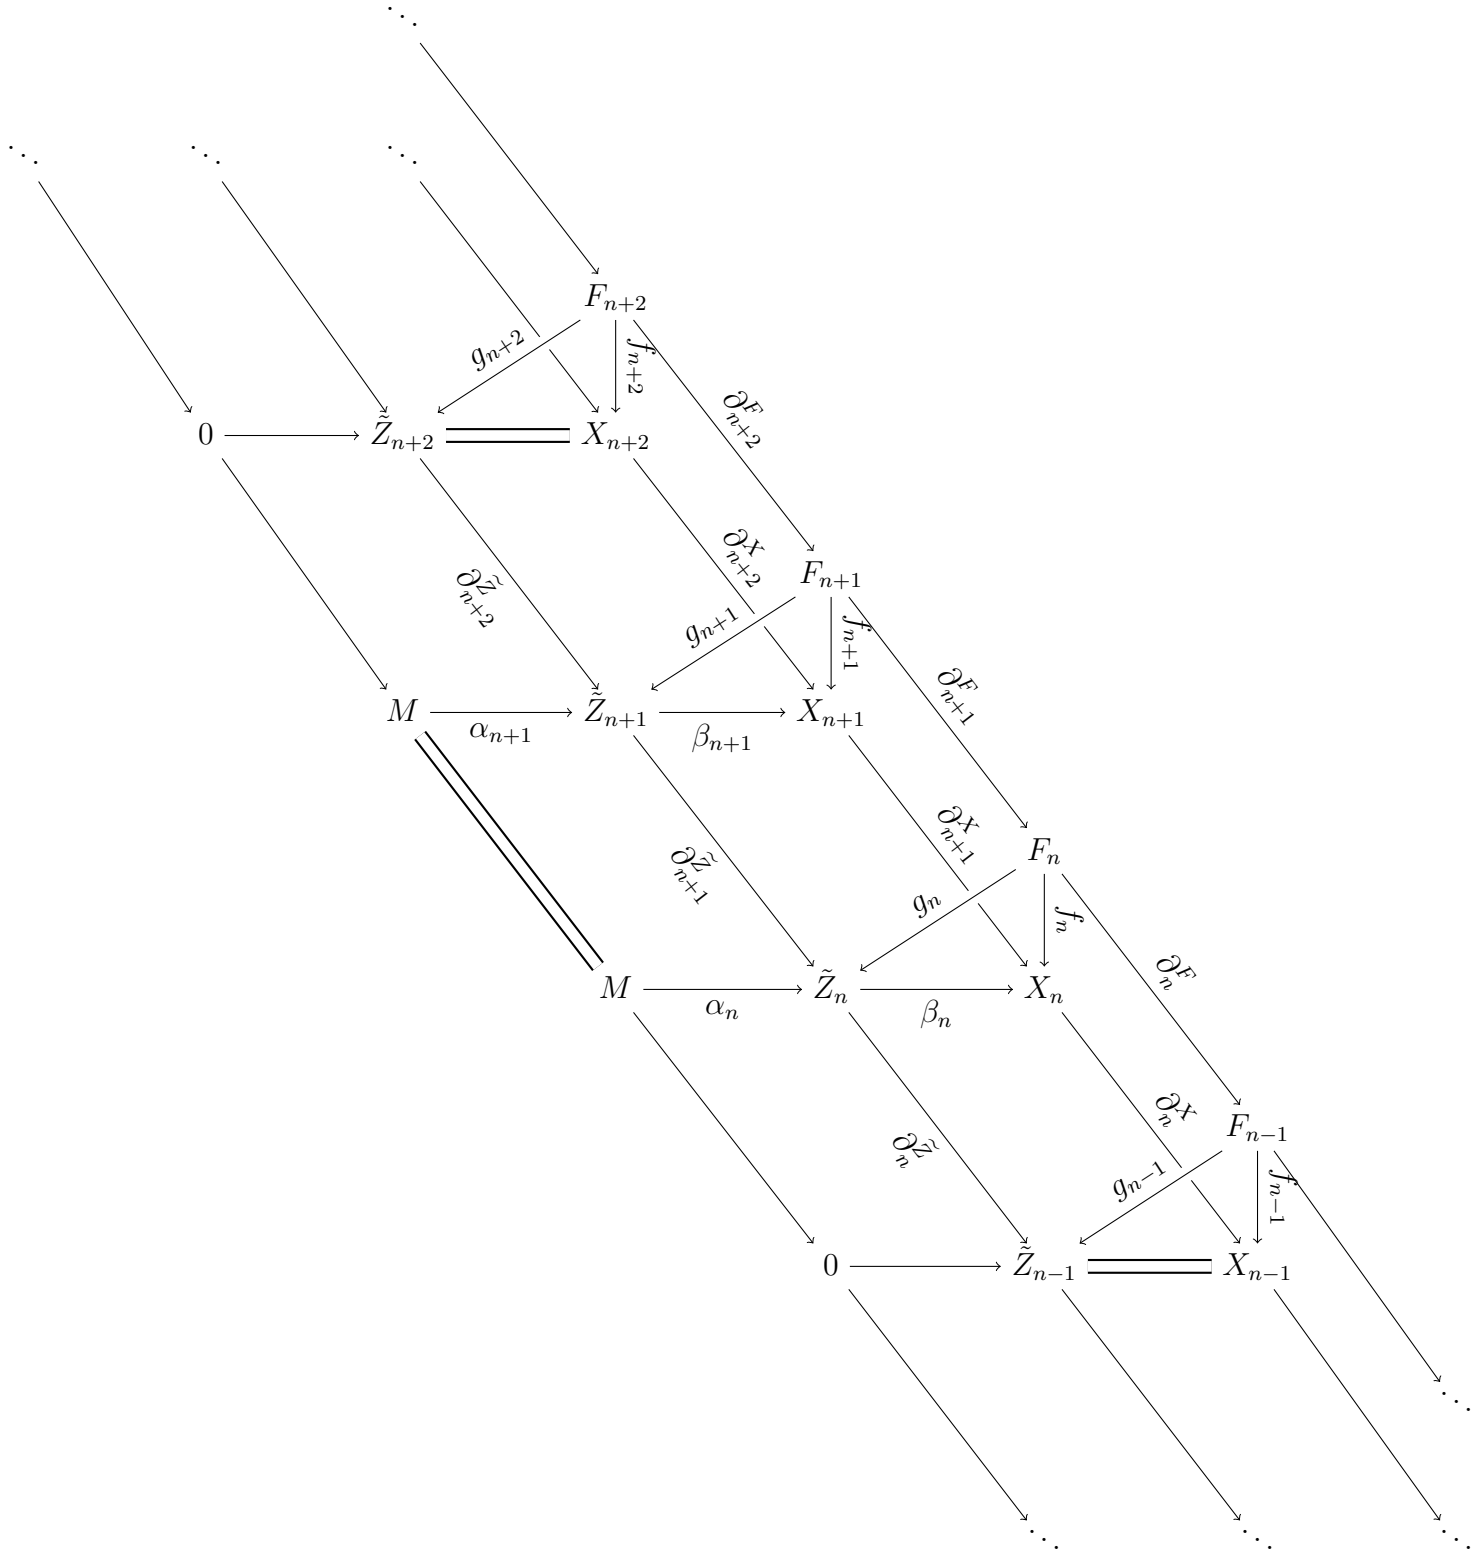 ⋱
⋱ ⋱ ⋱
F_{n+2}
g_{n+2} f_{n+2}
∂^F_{n+2}
0 Z̃_{n+2} X_{n+2}
∂^X_{n+2}
∂^{Z̃}_{n+2}
F_{n+1}
g_{n+1} f_{n+1}
∂^F_{n+1}
M α_{n+1} Z̃_{n+1} β_{n+1} X_{n+1}
∂^X_{n+1}
∂^{Z̃}_{n+1}
F_n
g_n f_n
∂^F_n
M α_n Z̃_n β_n X_n
∂^X_n
∂^{Z̃}_n
F_{n−1}
g_{n−1} f_{n−1}
0 Z̃_{n−1} X_{n−1}
⋱
⋱ ⋱ ⋱